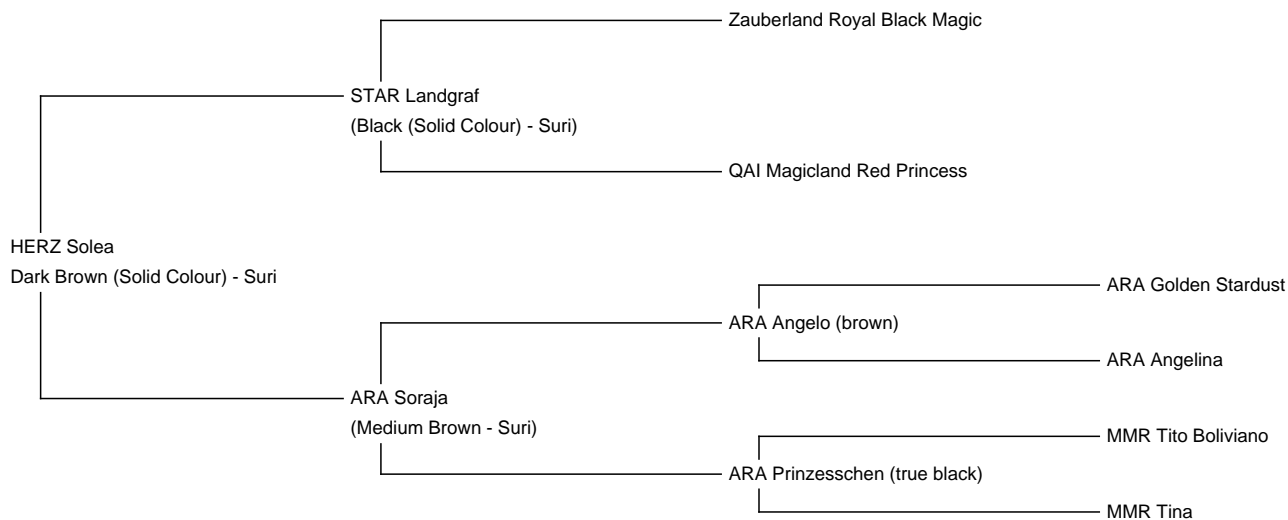 Zauberland Royal Black Magic
STAR Landgraf
(Black (Solid Colour) - Suri)
QAI Magicland Red Princess
HERZ Solea
Dark Brown (Solid Colour) - Suri
ARA Golden Stardust
ARA Angelo (brown)
ARA Angelina
ARA Soraja
(Medium Brown - Suri)
MMR Tito Boliviano
ARA Prinzesschen (true black)
MMR Tina